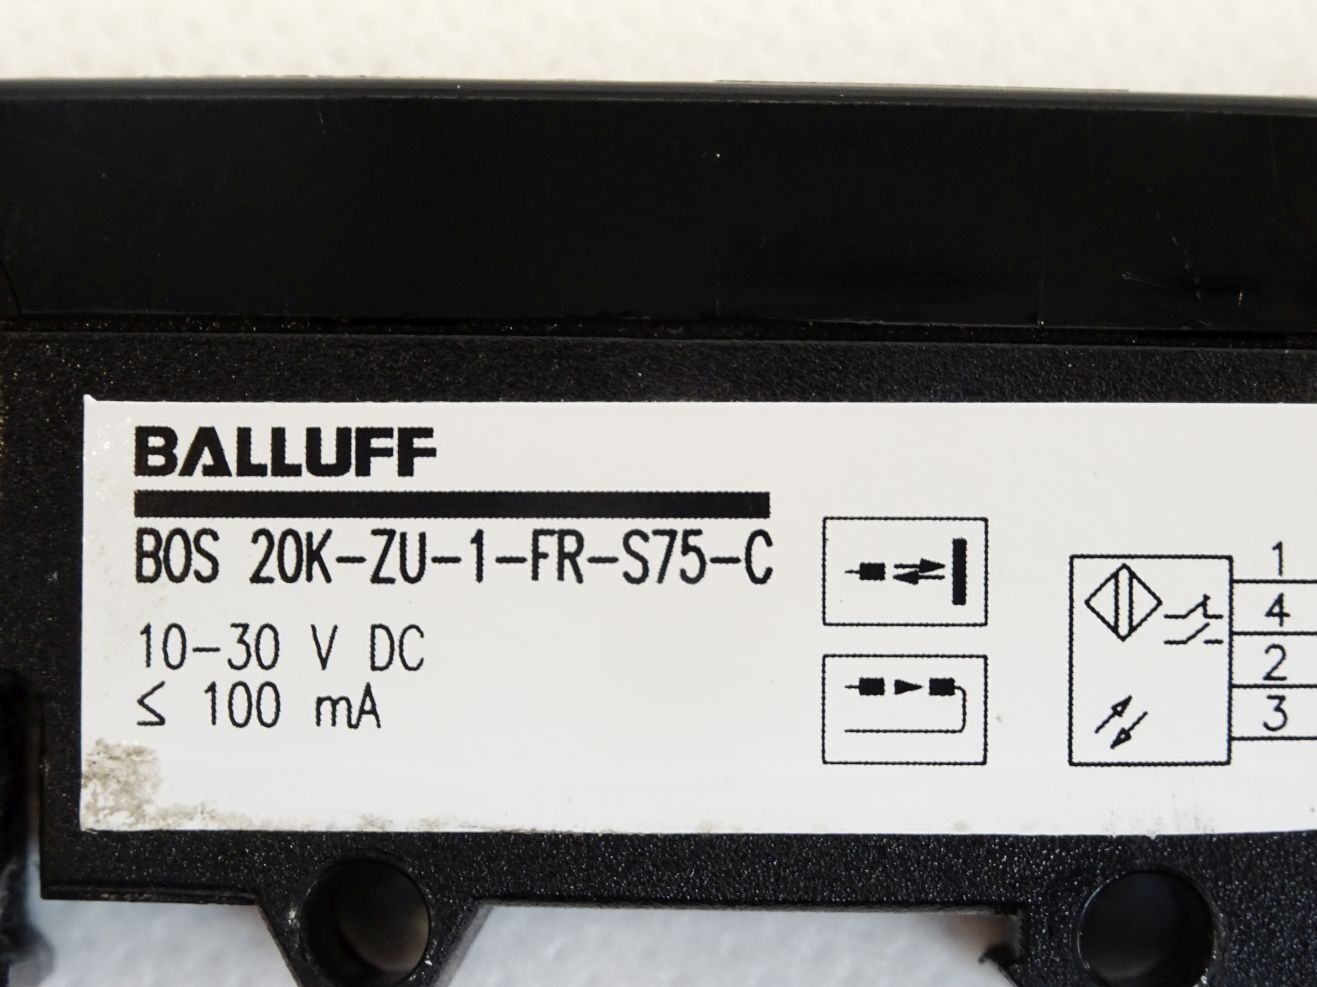 BALLUFF
BOS 20K-ZU-1-FR-S75-C
10-30 V DC
≤ 100 mA
1
4
2
3